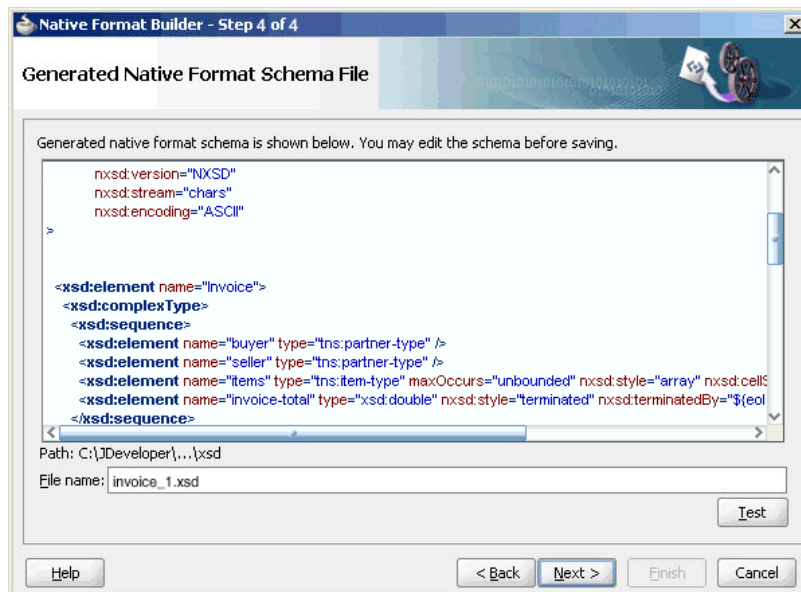 Native Format Builder - Step 4 of 4
Generated Native Format Schema File
Generated native format schema is shown below. You may edit the schema before saving.
nxsd:version="NXSD"
nxsd:stream="chars"
nxsd:encoding="ASCII"
>
<xsd:element name="Invoice">
<xsd:complexType>
<xsd:sequence>
<xsd:element name="buyer" type="tns:partner-type" />
<xsd:element name="seller" type="tns:partner-type" />
<xsd:element name="items" type="tns:item-type" maxOccurs="unbounded" nxsd:style="array" nxsd:cellS
<xsd:element name="invoice-total" type="xsd:double" nxsd:style="terminated" nxsd:terminatedBy="${eol
</xsd:sequence>
Path: C:\JDeveloper\...\xsd
File name: invoice_1.xsd
Test
Help < Back Next > Finish Cancel